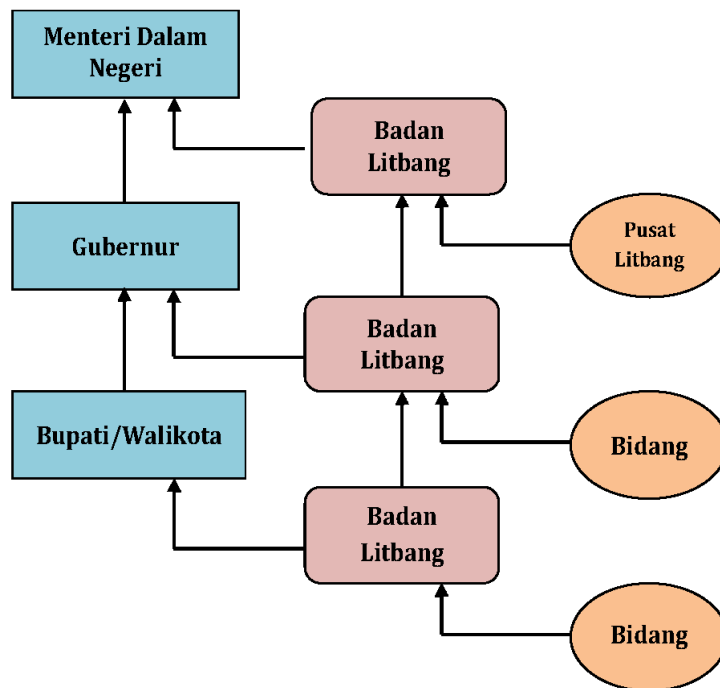 Menteri Dalam
Negeri
Badan
Litbang
Pusat
Litbang
Gubernur
Badan
Litbang
Bupati/Walikota
Bidang
Badan
Litbang
Bidang